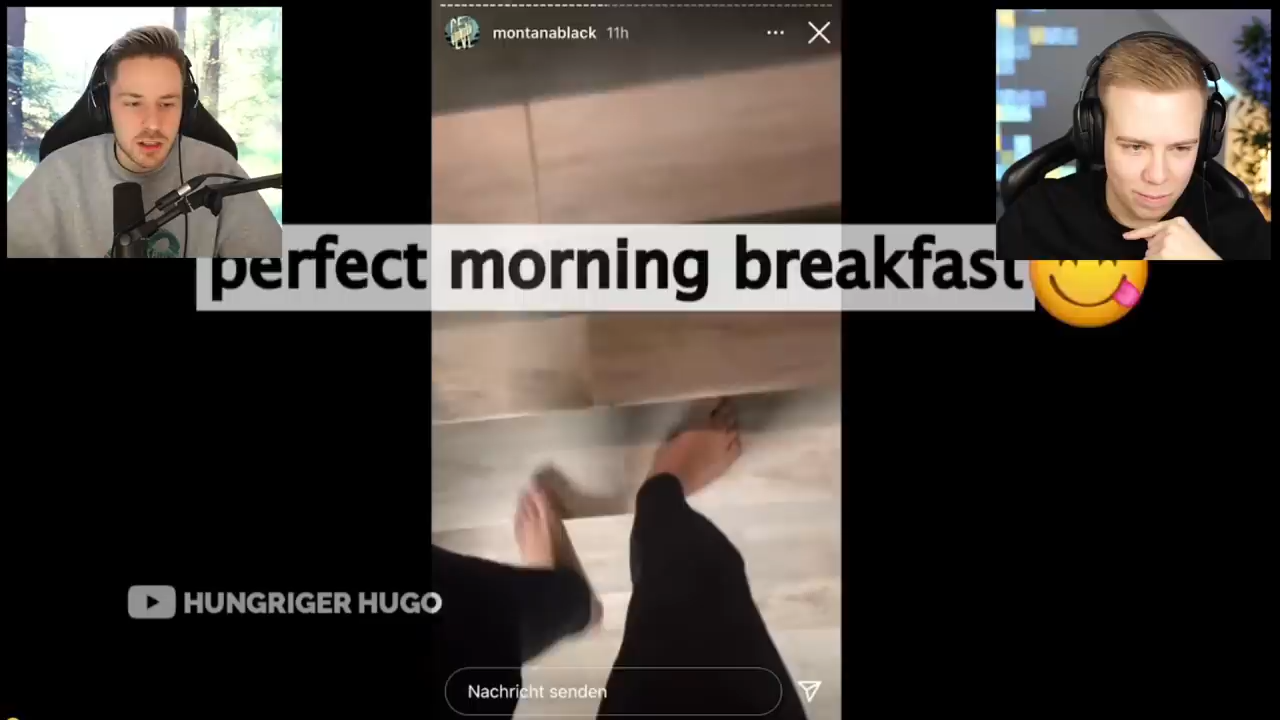 montanablack 11h
perfect morning breakfast
HUNGRIGER HUGO
Nachricht senden